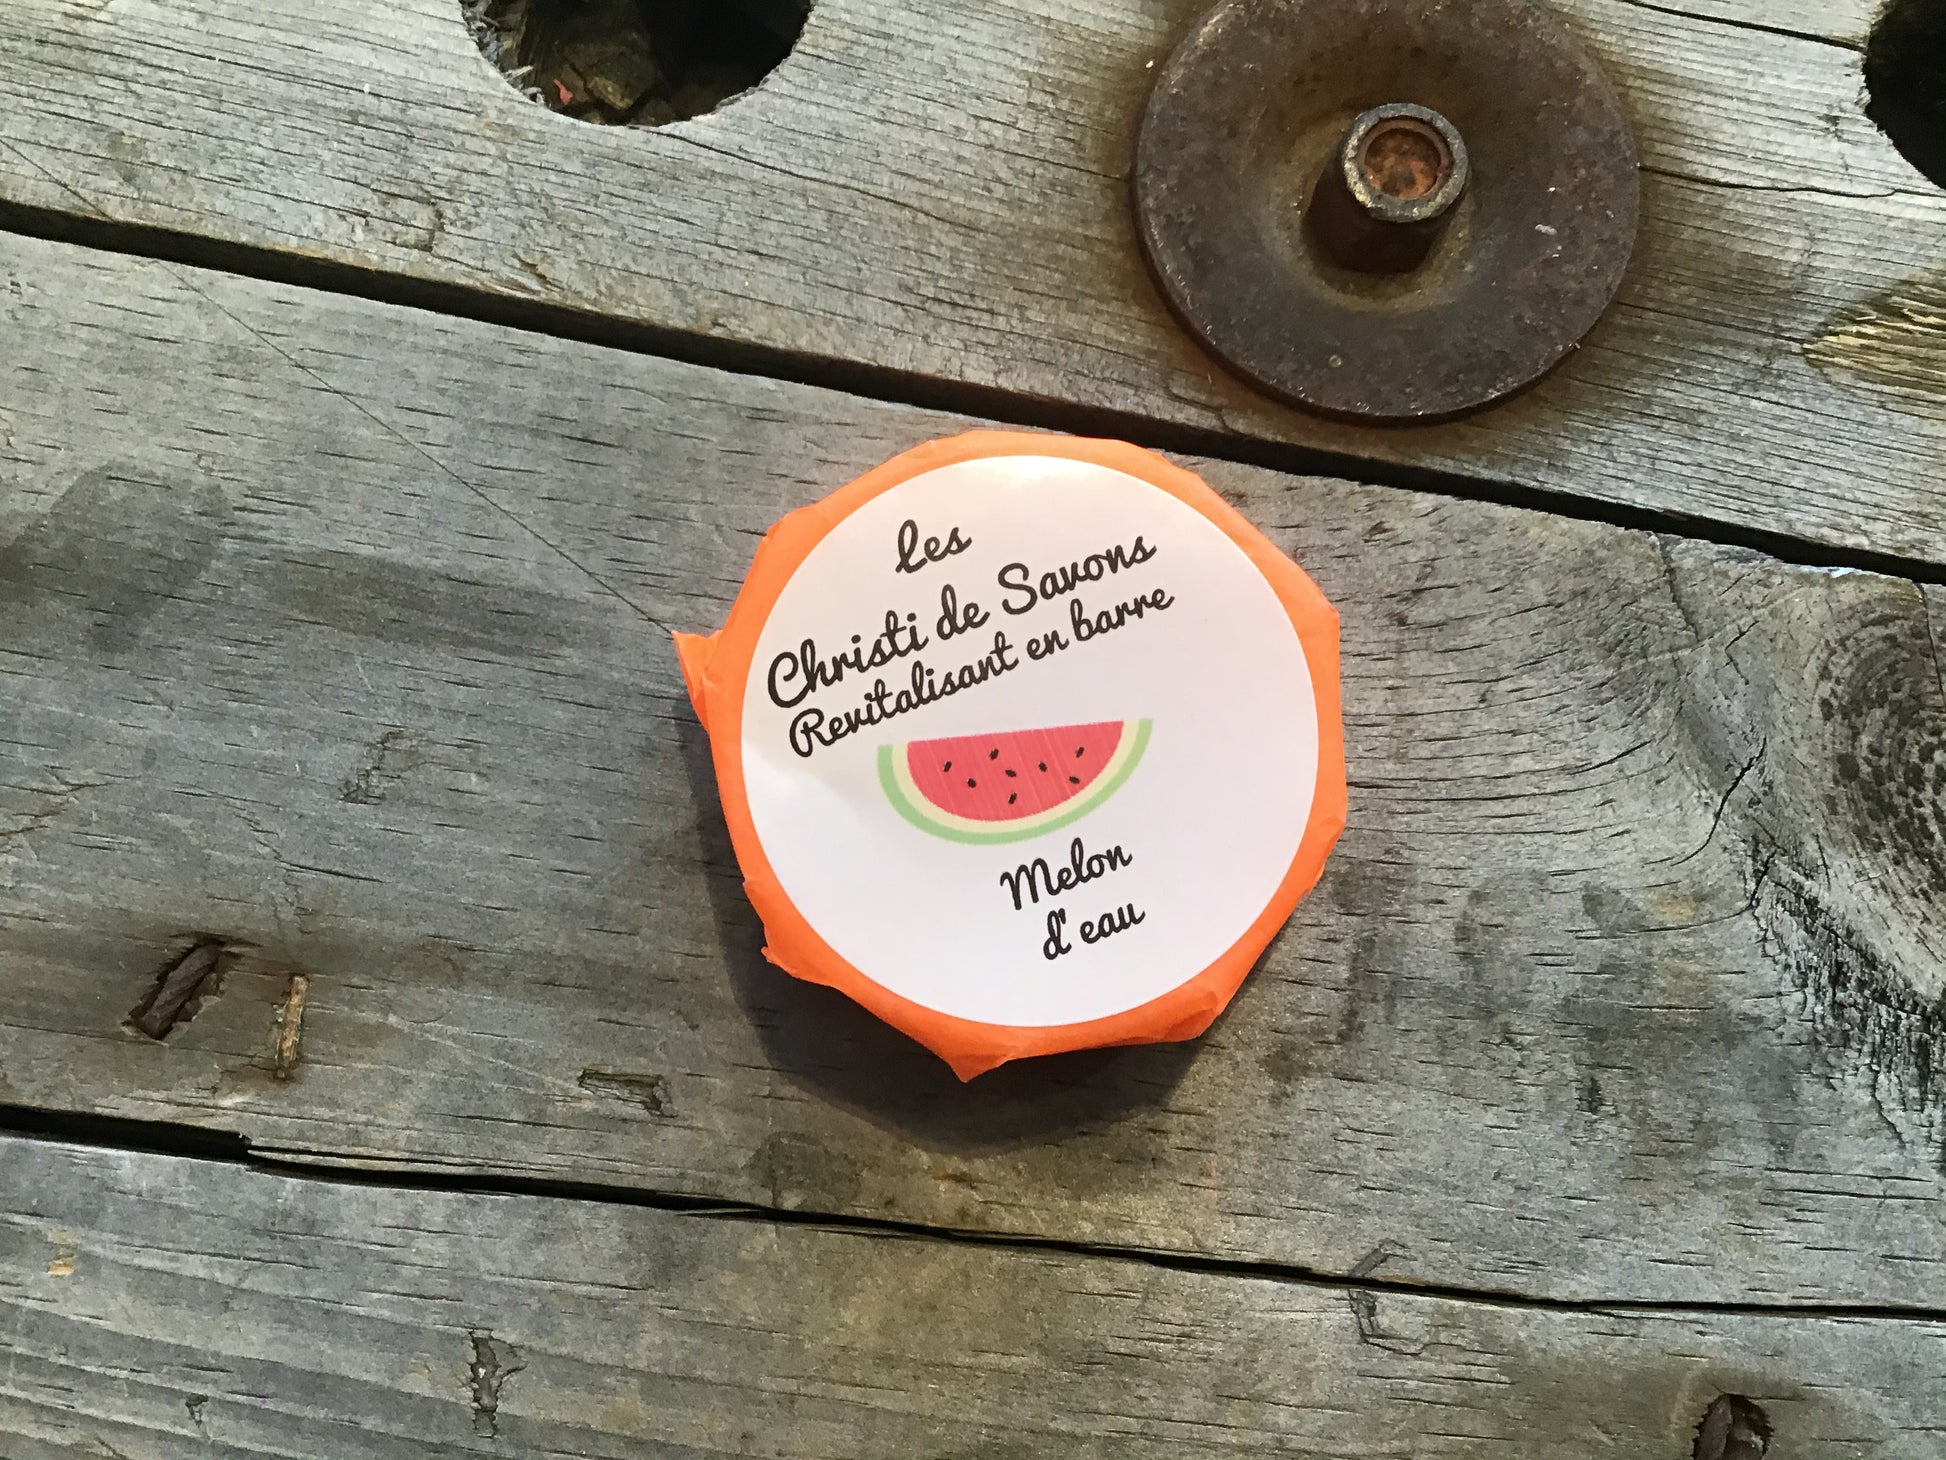 Les
Christi de Savons
Revitalisant en barre
Melon
d'eau